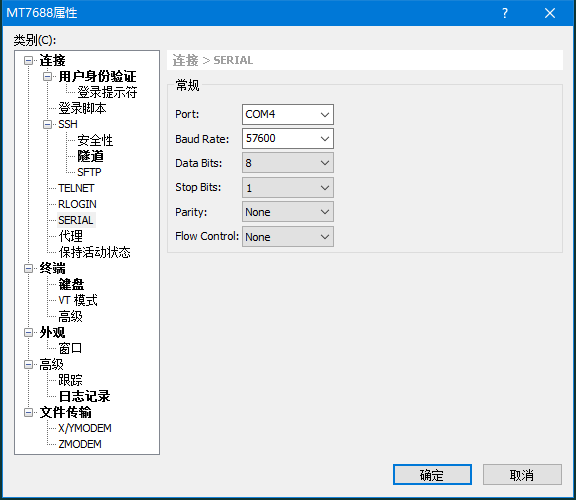 MT7688属性
类别(C):
连接
用户身份验证
登录提示符
登录脚本
SSH
安全性
隧道
SFTP
TELNET
RLOGIN
SERIAL
代理
保持活动状态
终端
键盘
VT 模式
高级
外观
窗口
高级
跟踪
日志记录
文件传输
X/YMODEM
ZMODEM
连接 > SERIAL
常规
Port: COM4
Baud Rate: 57600
Data Bits: 8
Stop Bits: 1
Parity: None
Flow Control: None
确定 取消